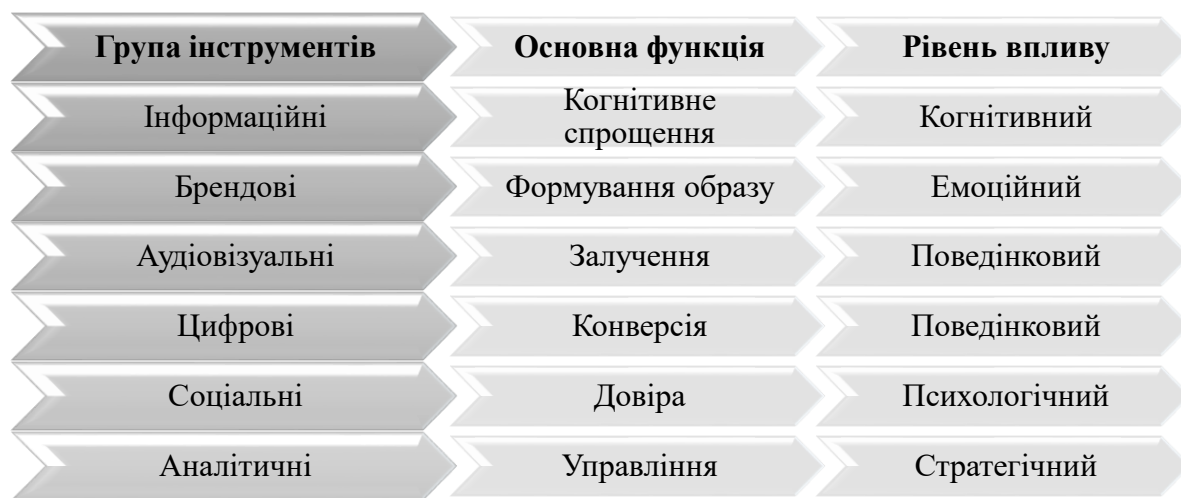 Група інструментів
Основна функція
Рівень впливу
Інформаційні
Когнітивне
спрощення
Когнітивний
Брендові
Формування образу
Емоційний
Аудіовізуальні
Залучення
Поведінковий
Цифрові
Конверсія
Поведінковий
Соціальні
Довіра
Психологічний
Аналітичні
Управління
Стратегічний